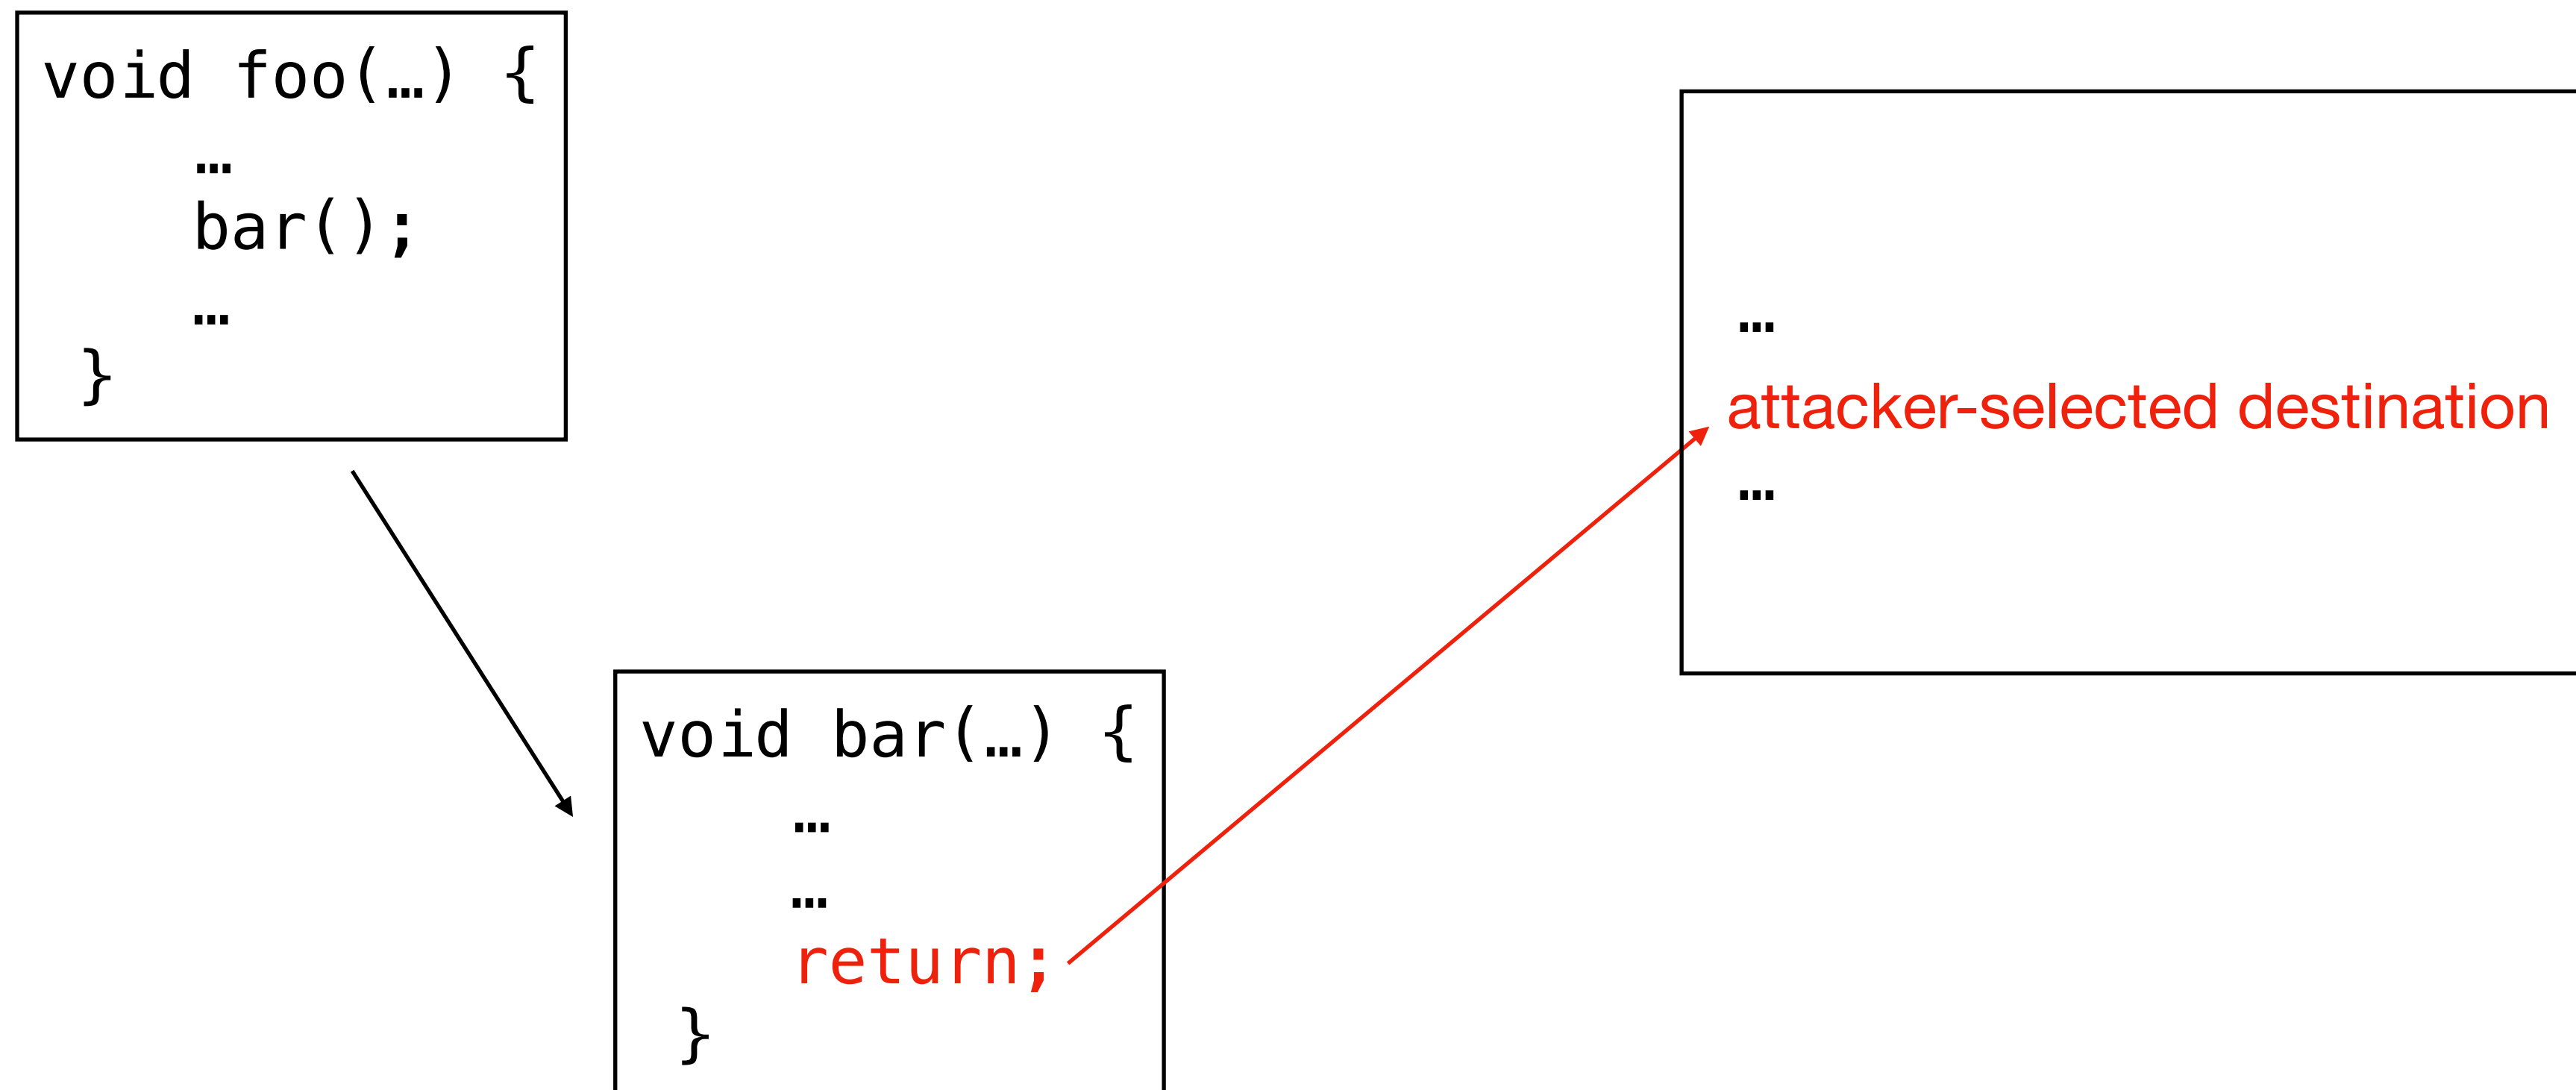 void foo(…) {
…
bar();
…
}
…
attacker-selected destination
…
void bar(…) {
…
…
return;
}